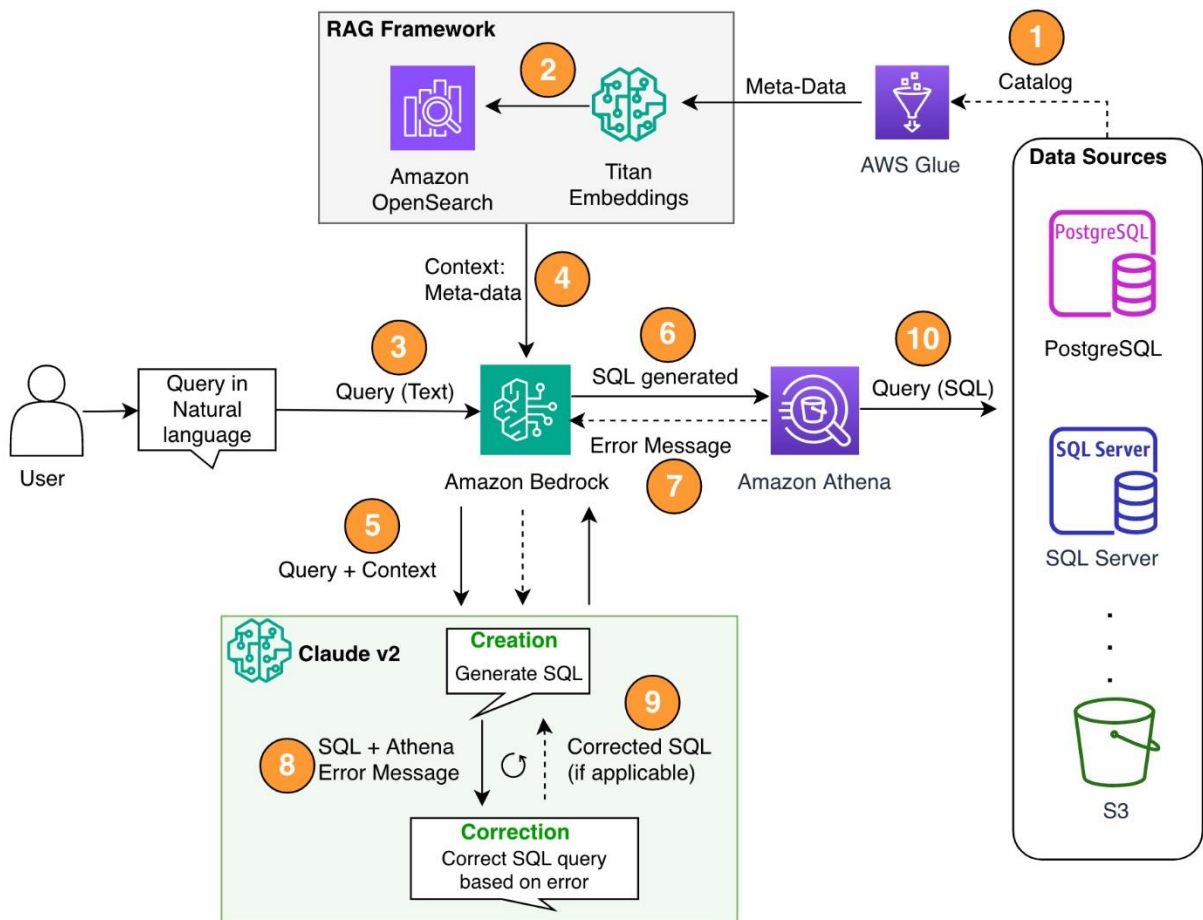 RAG Framework
2
Amazon
OpenSearch
Titan
Embeddings
Meta-Data
AWS Glue
1
Catalog
Data Sources
PostgreSQL
PostgreSQL
SQL Server
SQL Server
.
.
.
S3
Context:
Meta-data
4
User
Query in
Natural
language
3
Query (Text)
Amazon Bedrock
6
SQL generated
Error Message
7
Amazon Athena
10
Query (SQL)
5
Query + Context
Claude v2
Creation
Generate SQL
8
SQL + Athena
Error Message
9
Corrected SQL
(if applicable)
Correction
Correct SQL query
based on error